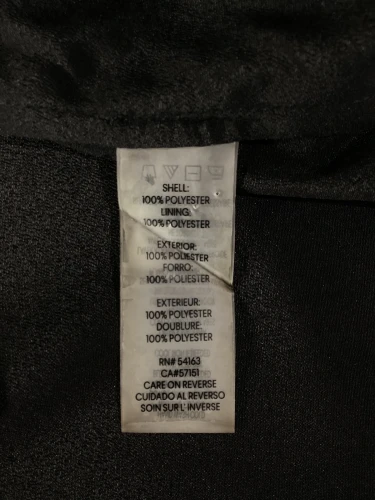 SHELL:
100% POLYESTER
LINING:
100% POLYESTER
EXTERIOR:
100% POLIESTER
FORRO:
100% POLIESTER
EXTERIEUR:
100% POLYESTER
DOUBLURE:
100% POLYESTER
RN# 54163
CA#57151
CARE ON REVERSE
CUIDADO AL REVERSO
SOIN SUR L' INVERSE